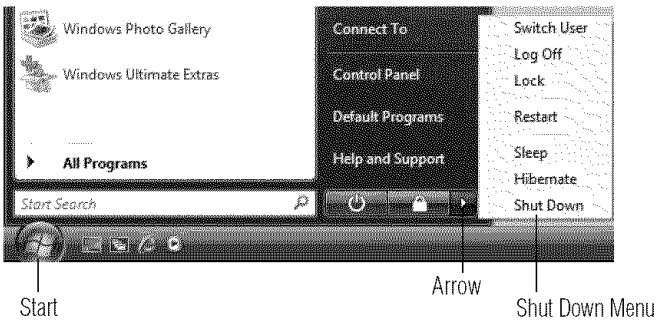 Windows Photo Gallery
Windows Ultimate Extras
All Programs
Start Search
Connect To
Control Panel
Default Programs
Help and Support
Switch User
Log Off
Lock
Restart
Sleep
Hibernate
Shut Down
Start
Arrow
Shut Down Menu